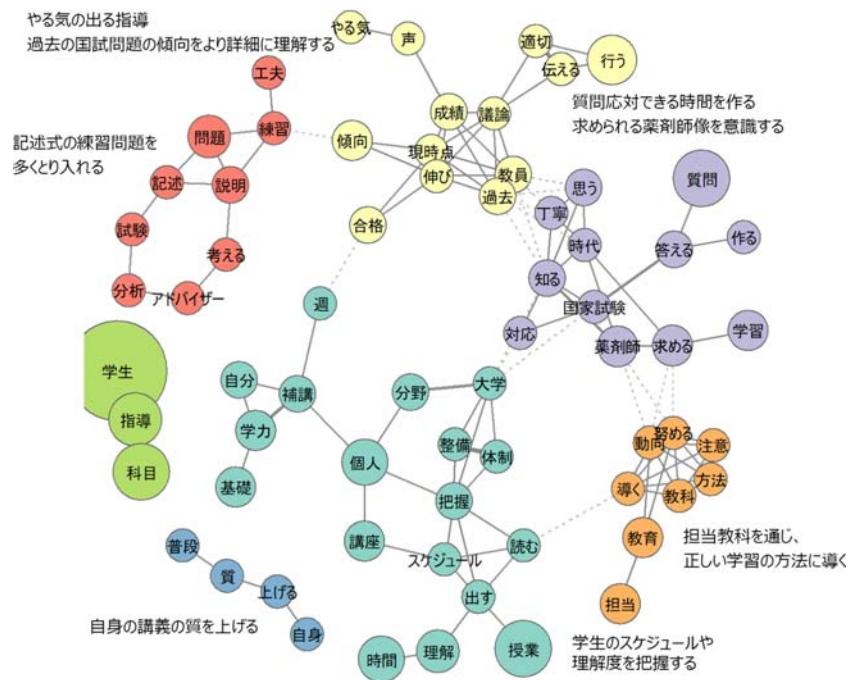 やる気の出る指導
過去の国試問題の傾向をより詳細に理解する
やる気
声
適切
伝える
行う
工夫
成績
議論
質問応対できる時間を作る
求められる薬剤師像を意識する
問題
練習
傾向
現時点
記述式の練習問題を
多くとり入れる
伸び
教員
過去
思う
質問
記述
説明
丁寧
合格
時代
答える
作る
試験
考える
知る
分析
アドバイザー
週
国家試験
対応
薬剤師
求める
学習
学生
自分
補講
分野
大学
指導
学力
整備
体制
動向
努める
注意
科目
基礎
個人
導く
教科
方法
把握
普段
講座
スケジュール
読む
教育
担当教科を通じ、
正しい学習の方法に導く
質
上げる
出す
担当
自身の講義の質を上げる
自身
時間
理解
授業
学生のスケジュールや
理解度を把握する